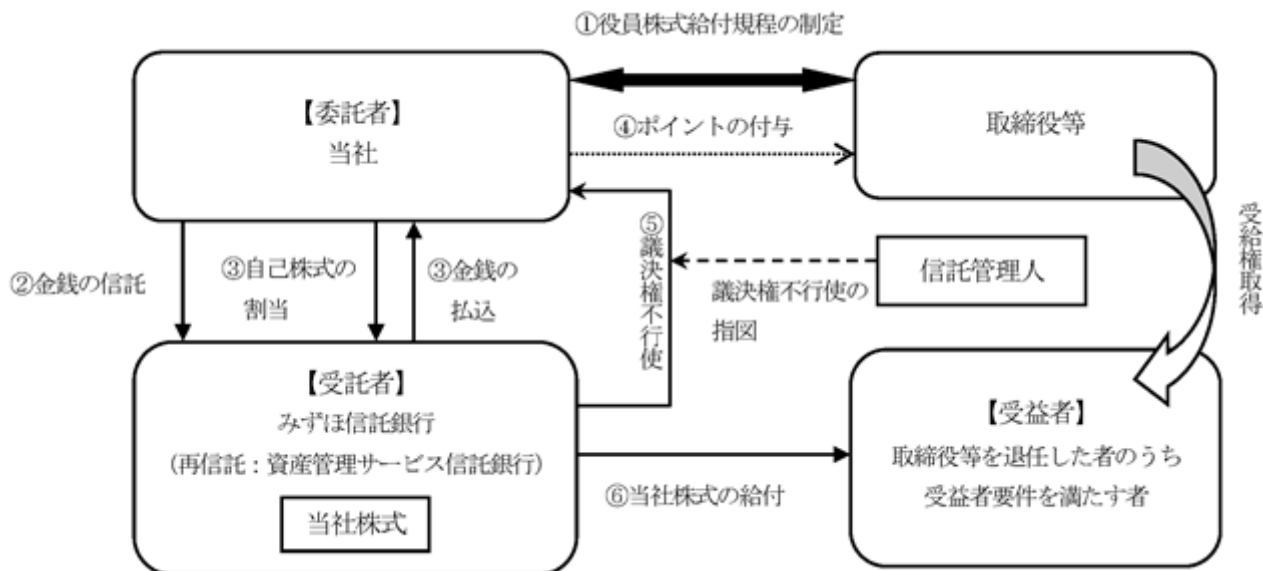 ①役員株式給付規程の制定
【委託者】
当社
④ポイントの付与
取締役等
②金銭の信託
③自己株式の
割当
③金銭の
払込
⑤議決権不行使
議決権不行使の
指図
信託管理人
受給権取得
【受託者】
みずほ信託銀行
(再信託：資産管理サービス信託銀行)
当社株式
⑥当社株式の給付
【受益者】
取締役等を退任した者のうち
受益者要件を満たす者